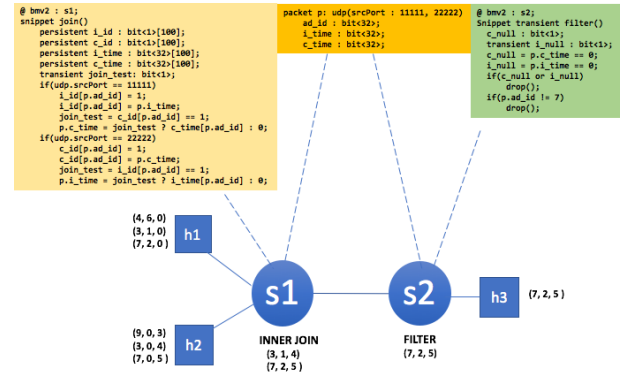 @ bmv2 : s1;
snippet join()
persistent i_id : bit<1>[100];
persistent c_id : bit<1>[100];
persistent i_time : bit<32>[100];
persistent c_time : bit<32>[100];
transient join_test: bit<1>;
if(udp.srcPort == 11111)
i_id[p.ad_id] = 1;
i_id[p.ad_id] = p.i_time;
join_test = c_id[p.ad_id] == 1;
p.c_time = join_test ? c_time[p.ad_id] : 0;
if(udp.srcPort == 22222)
c_id[p.ad_id] = 1;
c_id[p.ad_id] = p.c_time;
join_test = i_id[p.ad_id] == 1;
p.i_time = join_test ? i_time[p.ad_id] : 0;
packet p: udp(srcPort : 11111, 22222)
ad_id : bit<32>;
i_time : bit<32>;
c_time : bit<32>;
@ bmv2 : s2;
Snippet transient filter()
c_null : bit<1>;
transient i_null : bit<1>;
c_null = p.c_time == 0;
i_null = p.i_time == 0;
if(c_null or i_null)
drop();
if(p.ad_id != 7)
drop();
(4, 6, 0)
(3, 1, 0)
(7, 2, 0 )
h1
s1
s2
h3
(7, 2, 5 )
h2
(9, 0, 3)
(3, 0, 4)
(7, 0, 5 )
INNER JOIN
(3, 1, 4)
(7, 2, 5 )
FILTER
(7, 2, 5)